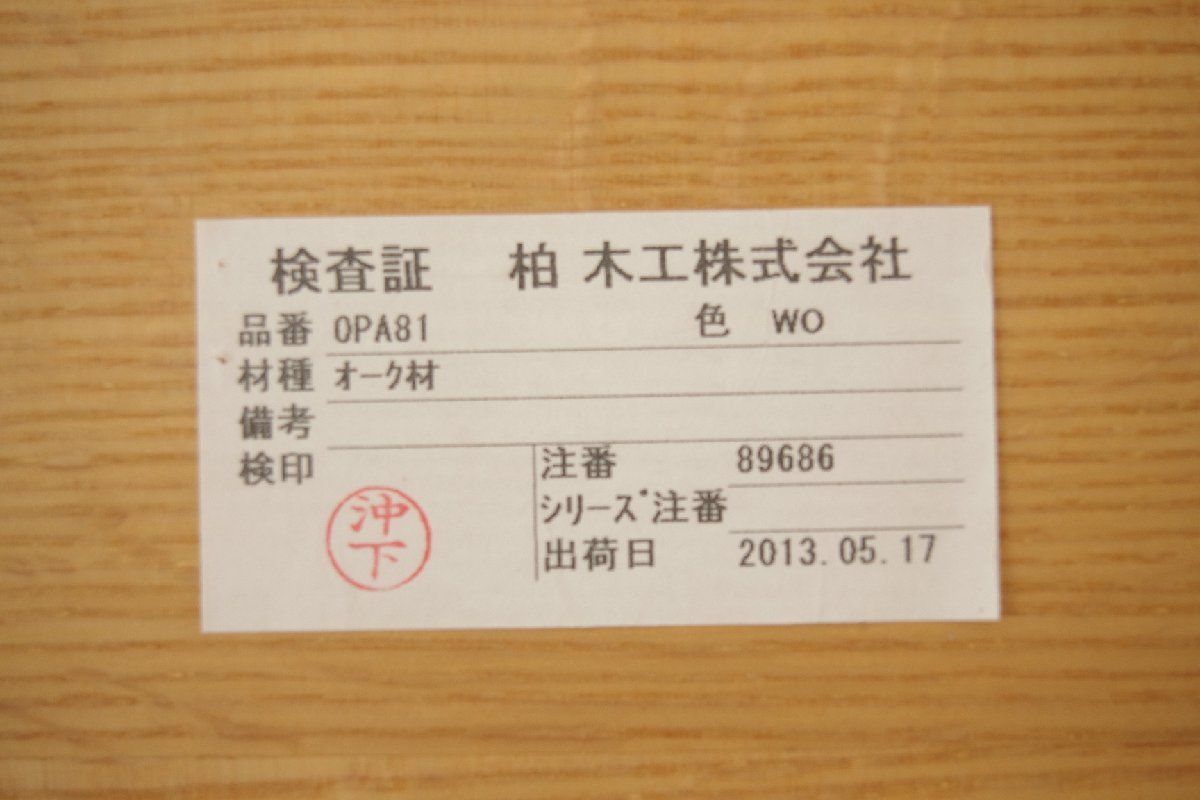 検査証 柏木工株式会社
品番 OPA81 色 WO
材種 ｵｰｸ材
備考
検印
沖下
注番 89686
ｼﾘｰｽﾞ注番
出荷日 2013.05.17